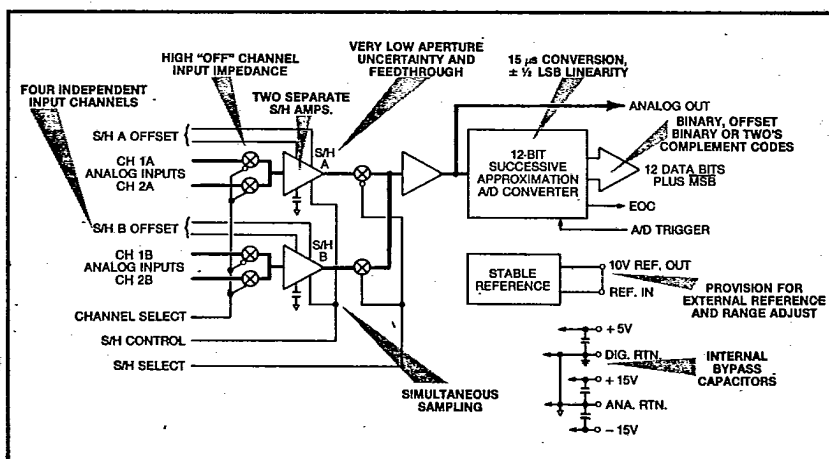 VERY LOW APERTURE
UNCERTAINTY AND
FEEDTHROUGH
HIGH "OFF" CHANNEL
INPUT IMPEDANCE
15 µs CONVERSION,
± ½ LSB LINEARITY
FOUR INDEPENDENT
INPUT CHANNELS
TWO SEPARATE
S/H AMPS.
ANALOG OUT
BINARY, OFFSET
BINARY OR TWO'S
COMPLEMENT CODES
S/H A OFFSET
S/H
A
CH 1A
ANALOG INPUTS
CH 2A
12-BIT
SUCCESSIVE
APPROXIMATION
A/D CONVERTER
12 DATA BITS
PLUS MSB
EOC
A/D TRIGGER
S/H B OFFSET
S/H
B
CH 1B
ANALOG INPUTS
CH 2B
STABLE
REFERENCE
10V REF. OUT
REF. IN
PROVISION FOR
EXTERNAL REFERENCE
AND RANGE ADJUST
CHANNEL SELECT
S/H CONTROL
S/H SELECT
SIMULTANEOUS
SAMPLING
+ 5V
DIG. RTN.
+ 15V
ANA. RTN.
- 15V
INTERNAL
BYPASS
CAPACITORS